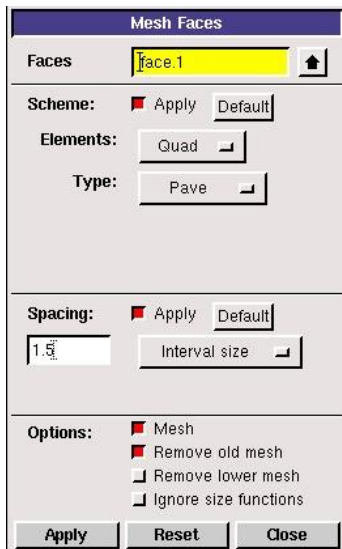 Mesh Faces
Faces face.1
Scheme: Apply Default
Elements: Quad
Type: Pave
Spacing: Apply Default
1.5 Interval size
Options: Mesh
Remove old mesh
Remove lower mesh
Ignore size functions
Apply Reset Close